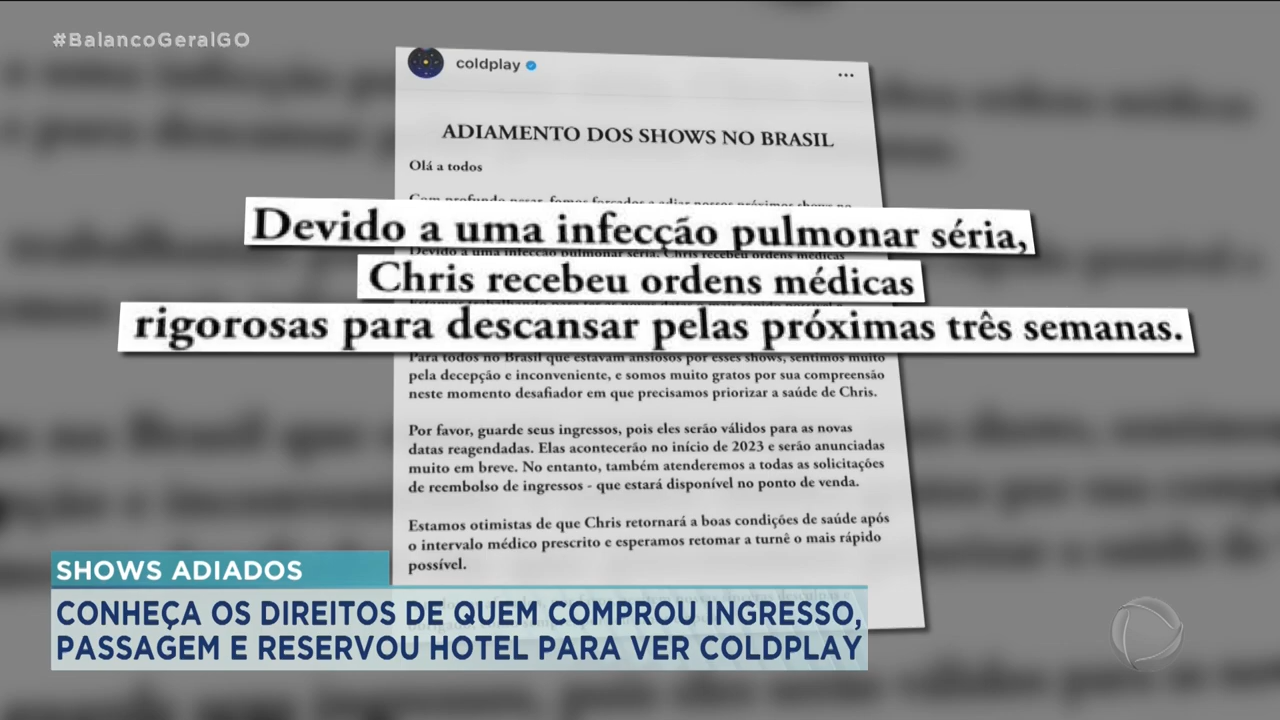 #BalancoGeralGO
coldplay
ADIAMENTO DOS SHOWS NO BRASIL
Olá a todos
Devido a uma infecção pulmonar séria,
Chris recebeu ordens médicas
rigorosas para descansar pelas próximas três semanas.
Para todos no Brasil que estavam ansiosos por esses shows, sentimos muito
pela decepção e inconveniente, e somos muito gratos por sua compreensão
neste momento desafiador em que precisamos priorizar a saúde de Chris.
Por favor, guarde seus ingressos, pois eles serão válidos para as novas
datas reagendadas. Elas acontecerão no início de 2023 e serão anunciadas
muito em breve. No entanto, também atenderemos a todas as solicitações
de reembolso de ingressos - que estará disponível no ponto de venda.
Estamos otimistas de que Chris retornará a boas condições de saúde após
o intervalo médico prescrito e esperamos retomar a turnê o mais rápido
possível.
SHOWS ADIADOS
CONHEÇA OS DIREITOS DE QUEM COMPROU INGRESSO,
PASSAGEM E RESERVOU HOTEL PARA VER COLDPLAY